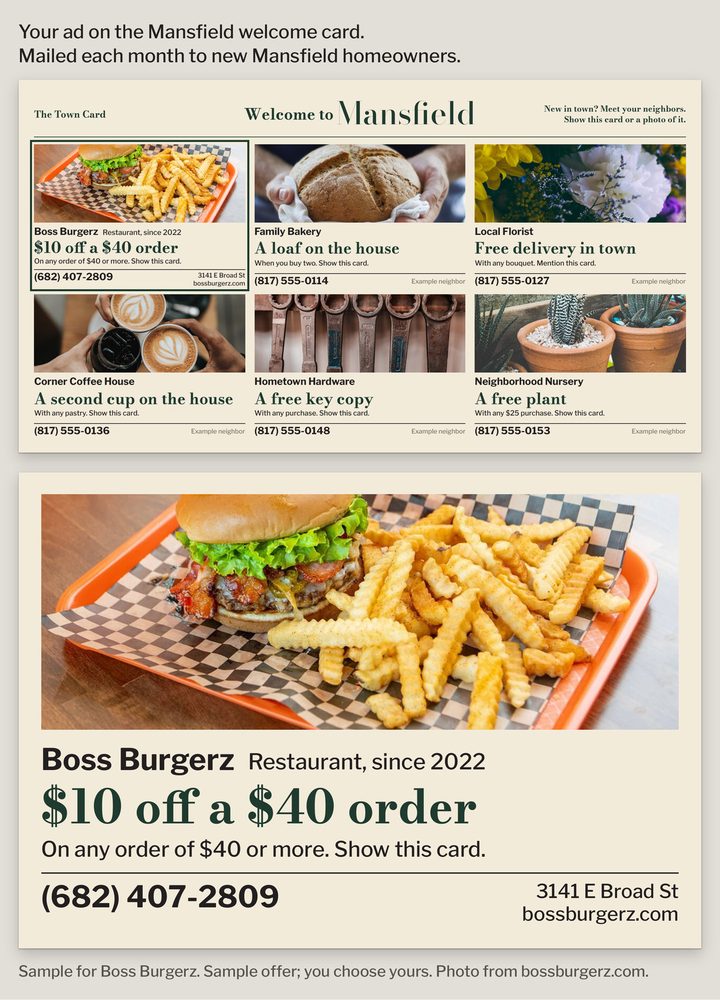 Your ad on the Mansfield welcome card.
Mailed each month to new Mansfield homeowners.
The Town Card
Welcome to Mansfield
New in town? Meet your neighbors.
Show this card or a photo of it.
Boss Burgerz Restaurant, since 2022
$10 off a $40 order
On any order of $40 or more. Show this card.
(682) 407-2809
3141 E Broad St
bossburgerz.com
Family Bakery
A loaf on the house
When you buy two. Show this card.
(817) 555-0114
Example neighbor
Local Florist
Free delivery in town
With any bouquet. Mention this card.
(817) 555-0127
Example neighbor
Corner Coffee House
A second cup on the house
With any pastry. Show this card.
(817) 555-0136
Example neighbor
Hometown Hardware
A free key copy
With any purchase. Show this card.
(817) 555-0148
Example neighbor
Neighborhood Nursery
A free plant
With any $25 purchase. Show this card.
(817) 555-0153
Example neighbor
Boss Burgerz Restaurant, since 2022
$10 off a $40 order
On any order of $40 or more. Show this card.
(682) 407-2809
3141 E Broad St
bossburgerz.com
Sample for Boss Burgerz. Sample offer; you choose yours. Photo from bossburgerz.com.